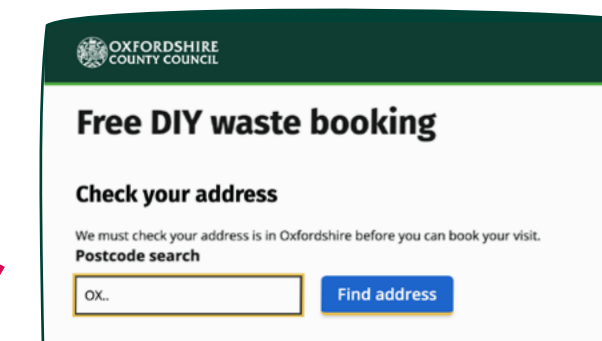 OXFORDSHIRE
COUNTY COUNCIL
Free DIY waste booking
Check your address
We must check your address is in Oxfordshire before you can book your visit.
Postcode search
OX..
Find address